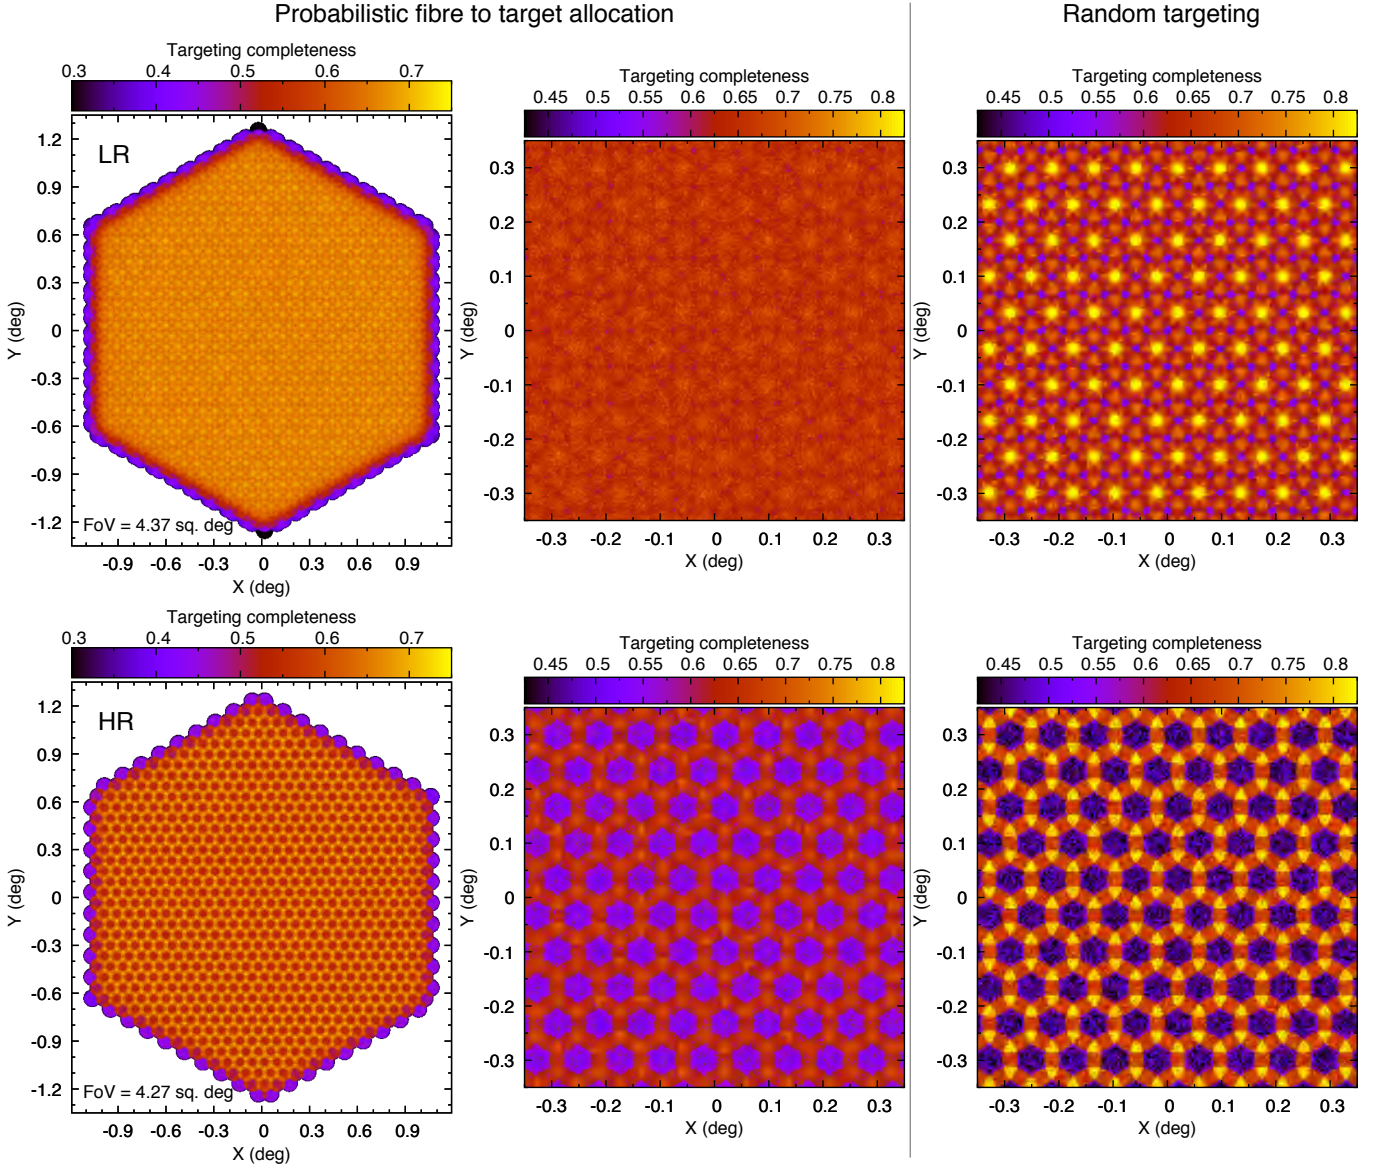 Probabilistic fibre to target allocation
Random targeting
Targeting completeness
0.3 0.4 0.5 0.6 0.7
LR
1.2
0.9
0.6
0.3
0
-0.3
-0.6
-0.9
-1.2
Y (deg)
FoV = 4.37 sq. deg
-0.9 -0.6 -0.3 0 0.3 0.6 0.9
X (deg)
Targeting completeness
0.45 0.5 0.55 0.6 0.65 0.7 0.75 0.8
0.3
0.2
0.1
0
-0.1
-0.2
-0.3
Y (deg)
-0.3 -0.2 -0.1 0 0.1 0.2 0.3
X (deg)
Targeting completeness
0.45 0.5 0.55 0.6 0.65 0.7 0.75 0.8
0.3
0.2
0.1
0
-0.1
-0.2
-0.3
Y (deg)
-0.3 -0.2 -0.1 0 0.1 0.2 0.3
X (deg)
Targeting completeness
0.3 0.4 0.5 0.6 0.7
HR
1.2
0.9
0.6
0.3
0
-0.3
-0.6
-0.9
-1.2
Y (deg)
FoV = 4.27 sq. deg
-0.9 -0.6 -0.3 0 0.3 0.6 0.9
X (deg)
Targeting completeness
0.45 0.5 0.55 0.6 0.65 0.7 0.75 0.8
0.3
0.2
0.1
0
-0.1
-0.2
-0.3
Y (deg)
-0.3 -0.2 -0.1 0 0.1 0.2 0.3
X (deg)
Targeting completeness
0.45 0.5 0.55 0.6 0.65 0.7 0.75 0.8
0.3
0.2
0.1
0
-0.1
-0.2
-0.3
Y (deg)
-0.3 -0.2 -0.1 0 0.1 0.2 0.3
X (deg)